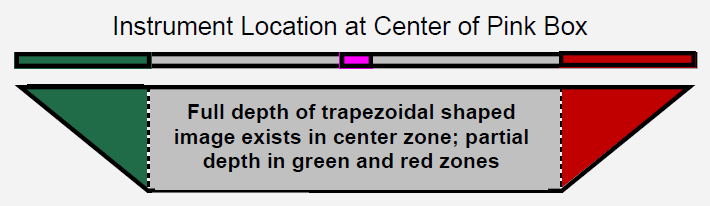 Instrument Location at Center of Pink Box
Full depth of trapezoidal shaped
image exists in center zone; partial
depth in green and red zones